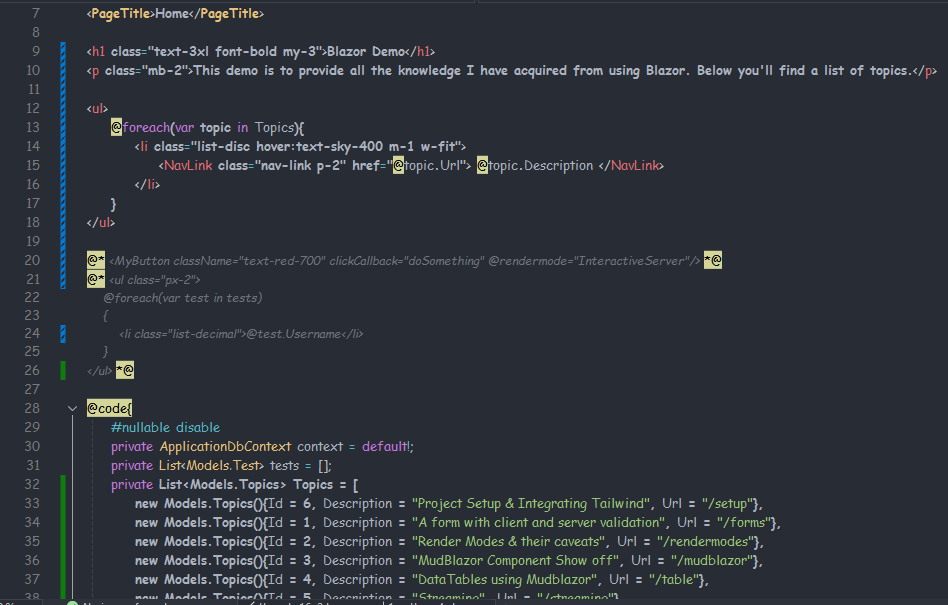 7 <PageTitle>Home</PageTitle>
8
9 <h1 class="text-3xl font-bold my-3">Blazor Demo</h1>
10 <p class="mb-2">This demo is to provide all the knowledge I have acquired from using Blazor. Below you'll find a list of topics.</p>
11
12 <ul>
13 @foreach(var topic in Topics){
14 <li class="list-disc hover:text-sky-400 m-1 w-fit">
15 <NavLink class="nav-link p-2" href="@topic.Url"> @topic.Description </NavLink>
16 </li>
17 }
18 </ul>
19
20 @* <MyButton className="text-red-700" clickCallback="doSomething" @rendermode="InteractiveServer"/> *@
21 @* <ul class="px-2">
22 @foreach(var test in tests)
23 {
24 <li class="list-decimal">@test.Username</li>
25 }
26 </ul> *@
27
28 @code{
29 #nullable disable
30 private ApplicationDbContext context = default!;
31 private List<Models.Test> tests = [];
32 private List<Models.Topics> Topics = [
33 new Models.Topics(){Id = 6, Description = "Project Setup & Integrating Tailwind", Url = "/setup"},
34 new Models.Topics(){Id = 1, Description = "A form with client and server validation", Url = "/forms"},
35 new Models.Topics(){Id = 2, Description = "Render Modes & their caveats", Url = "/rendermodes"},
36 new Models.Topics(){Id = 3, Description = "MudBlazor Component Show off", Url = "/mudblazor"},
37 new Models.Topics(){Id = 4, Description = "DataTables using Mudblazor", Url = "/table"},
38 new Models.Topics(){Id = 5, Description = "Streaming", Url = "/streaming"},